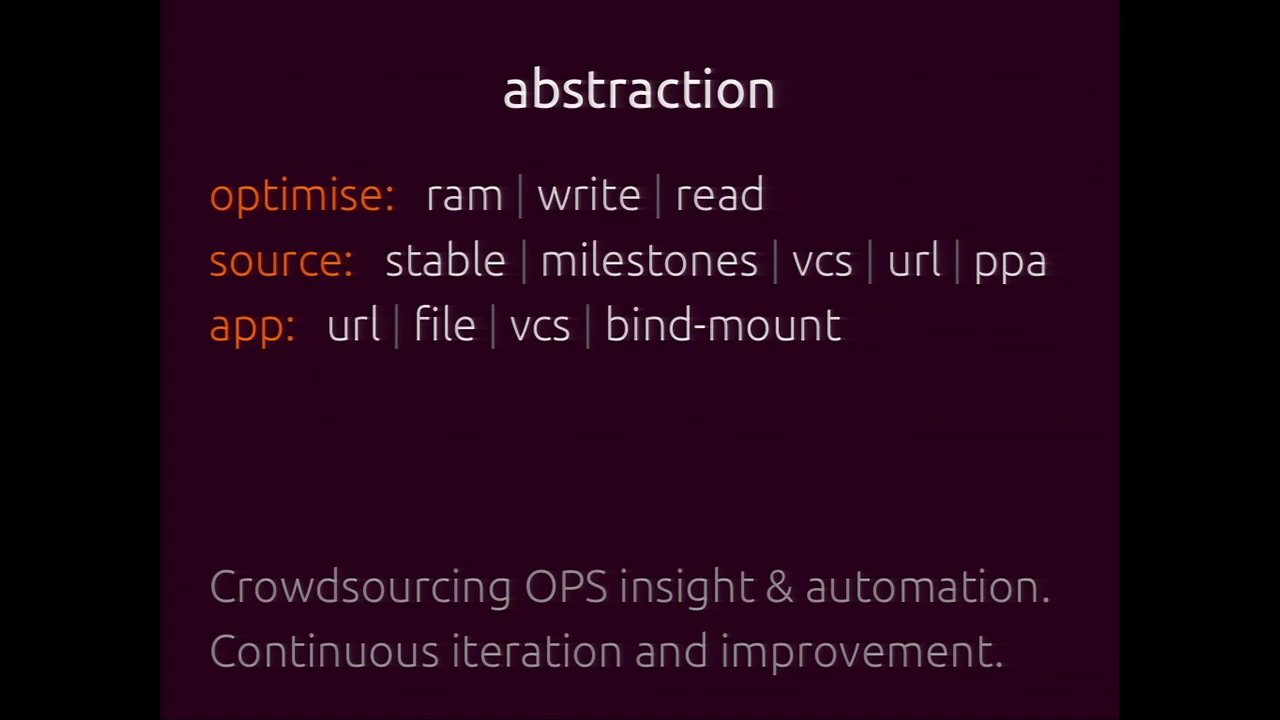 abstraction
optimise: ram | write | read
source: stable | milestones | vcs | url | ppa
app: url | file | vcs | bind-mount
Crowdsourcing OPS insight & automation.
Continuous iteration and improvement.